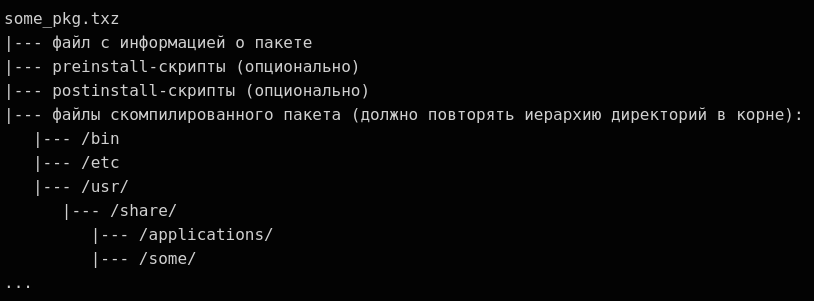 some_pkg.txz
|--- файл с информацией о пакете
|--- preinstall-скрипты (опционально)
|--- postinstall-скрипты (опционально)
|--- файлы скомпилированного пакета (должно повторять иерархию директорий в корне):
   |--- /bin
   |--- /etc
   |--- /usr/
      |--- /share/
         |--- /applications/
         |--- /some/
...